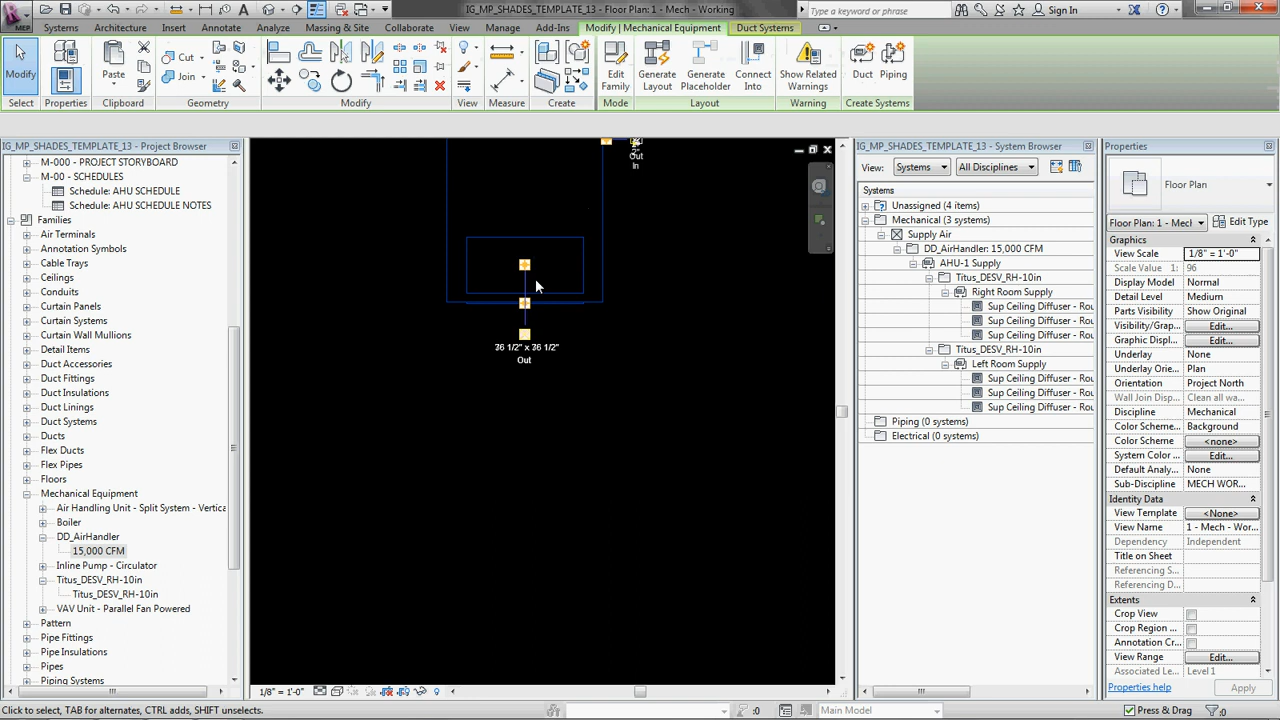 IG_MP_SHADES_TEMPLATE_13 - Floor Plan: 1 - Mech - Working
Type a keyword or phrase
Sign In
MEP
Systems Architecture Insert Annotate Analyze Massing & Site Collaborate View Manage Add-Ins Modify | Mechanical Equipment Duct Systems
Modify
Paste
Cut
Join
Edit Family
Generate Layout
Generate Placeholder
Connect Into
Show Related Warnings
Duct
Piping
Select Properties Clipboard Geometry Modify View Measure Create Mode Layout Warning Create Systems
IG_MP_SHADES_TEMPLATE_13 - Project Browser
M-000 - PROJECT STORYBOARD
M-00 - SCHEDULES
Schedule: AHU SCHEDULE
Schedule: AHU SCHEDULE NOTES
Families
Air Terminals
Annotation Symbols
Cable Trays
Ceilings
Conduits
Curtain Panels
Curtain Systems
Curtain Wall Mullions
Detail Items
Duct Accessories
Duct Fittings
Duct Insulations
Duct Linings
Duct Systems
Ducts
Flex Ducts
Flex Pipes
Floors
Mechanical Equipment
Air Handling Unit - Split System - Vertica
Boiler
DD_AirHandler
15,000 CFM
Inline Pump - Circulator
Titus_DESV_RH-10in
Titus_DESV_RH-10in
VAV Unit - Parallel Fan Powered
Pattern
Pipe Fittings
Pipe Insulations
Pipes
Piping Systems
Out
In
36 1/2" x 36 1/2"
Out
1/8" = 1'-0"
IG_MP_SHADES_TEMPLATE_13 - System Browser
View: Systems All Disciplines
Systems
Unassigned (4 items)
Mechanical (3 systems)
Supply Air
DD_AirHandler: 15,000 CFM
AHU-1 Supply
Titus_DESV_RH-10in
Right Room Supply
Sup Ceiling Diffuser - Rou
Sup Ceiling Diffuser - Rou
Sup Ceiling Diffuser - Rou
Titus_DESV_RH-10in
Left Room Supply
Sup Ceiling Diffuser - Rou
Sup Ceiling Diffuser - Rou
Sup Ceiling Diffuser - Rou
Piping (0 systems)
Electrical (0 systems)
Properties
Floor Plan
Floor Plan: 1 - Mecl Edit Type
Graphics
View Scale 1/8" = 1'-0"
Scale Value 1: 96
Display Model Normal
Detail Level Medium
Parts Visibility Show Original
Visibility/Grap... Edit...
Graphic Displ... Edit...
Underlay None
Underlay Orie... Plan
Orientation Project North
Wall Join Displ... Clean all wa...
Discipline Mechanical
Color Schem... Background
Color Scheme <none>
System Color ... Edit...
Default Analy... None
Sub-Discipline MECH WOR...
Identity Data
View Template <None>
View Name 1 - Mech - Wor...
Dependency Independent
Title on Sheet
Referencing S...
Referencing D...
Extents
Crop View
Crop Region ...
Annotation Cr...
View Range Edit...
Associated Le... Level 1
Properties help Apply
Click to select, TAB for alternates, CTRL adds, SHIFT unselects.
:0
Main Model
Press & Drag
:0